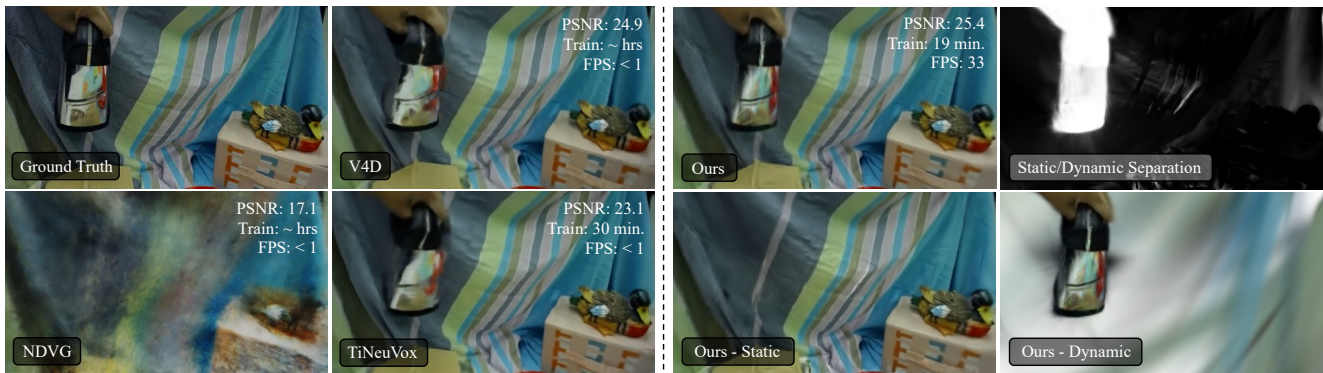 PSNR: 24.9
Train: ~ hrs
FPS: < 1
Ground Truth
V4D
PSNR: 25.4
Train: 19 min.
FPS: 33
Ours
Static/Dynamic Separation
PSNR: 17.1
Train: ~ hrs
FPS: < 1
NDVG
PSNR: 23.1
Train: 30 min.
FPS: < 1
TiNeuVox
Ours - Static
Ours - Dynamic